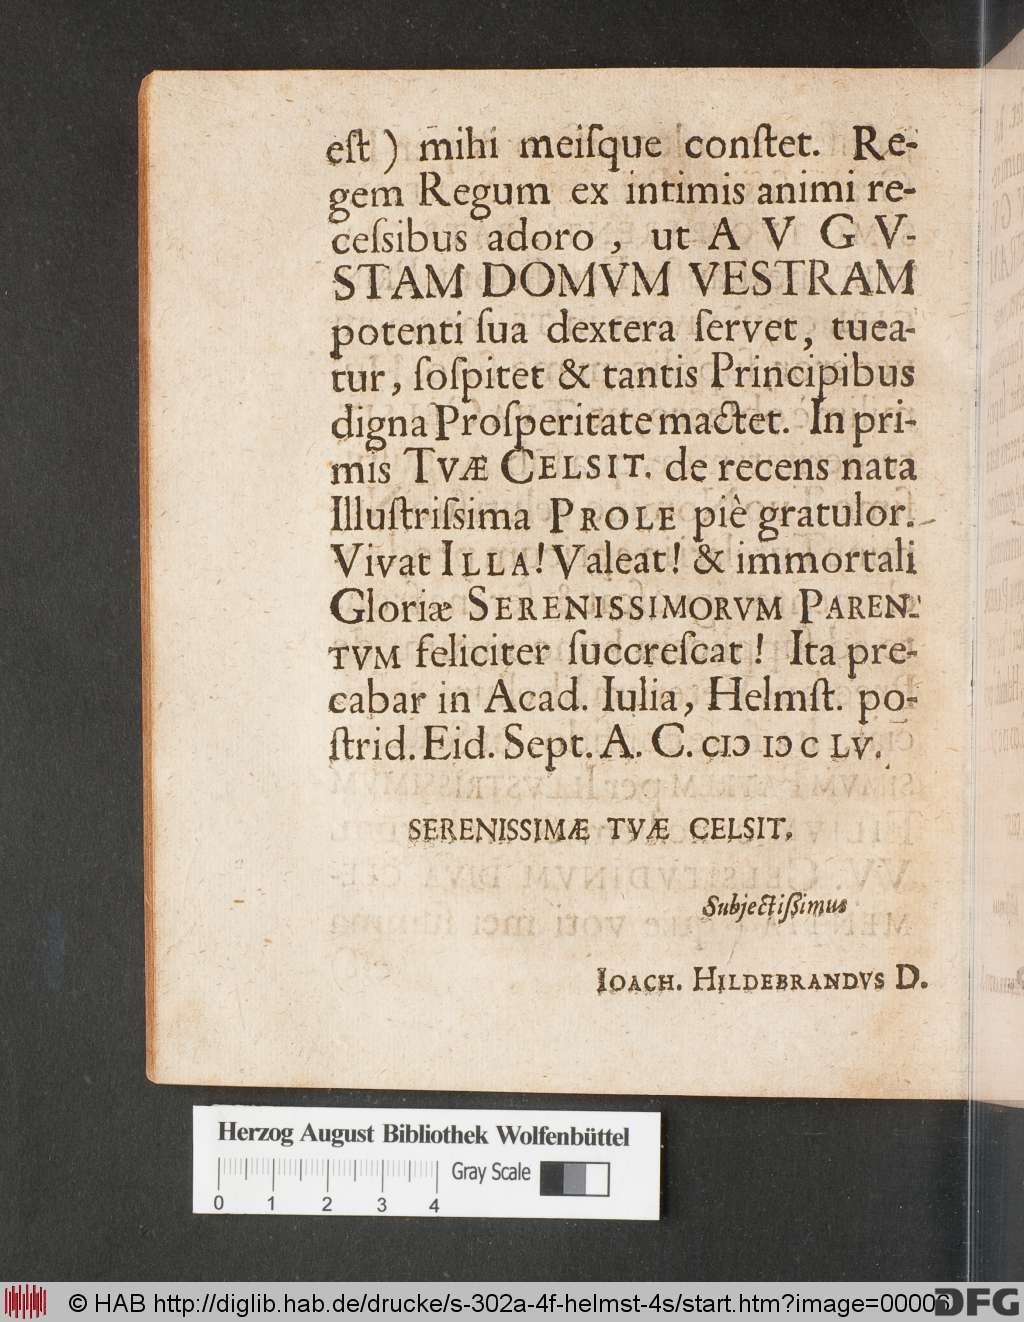 eſt ) mihi meiſque conſtet. Re-
gem Regum ex intimis animi re-
ceſsibus adoro , ut A V G V-
STAM DOMVM VESTRAM
potenti ſua dextera ſervet, tuea-
tur, ſoſpitet & tantis Principibus
digna Proſperitate mactet. In pri-
mis TVÆ CELSIT. de recens nata
Illuſtriſsima PROLE piè gratulor.
Vivat ILLA! Valeat! & immortali
Gloriæ SERENISSIMORVM PAREN-
TVM feliciter ſuccreſcat ! Ita pre-
cabar in Acad. Iulia, Helmſt. po-
ſtrid. Eid. Sept. A. C. CIↃ IↃ C LV.
SERENISSIMÆ TVÆ CELSIT.
Subjectiſſimus
IOACH. HILDEBRANDVS D.
Herzog August Bibliothek Wolfenbüttel
Gray Scale
0 1 2 3 4
© HAB http://diglib.hab.de/drucke/s-302a-4f-helmst-4s/start.htm?image=00006
DFG